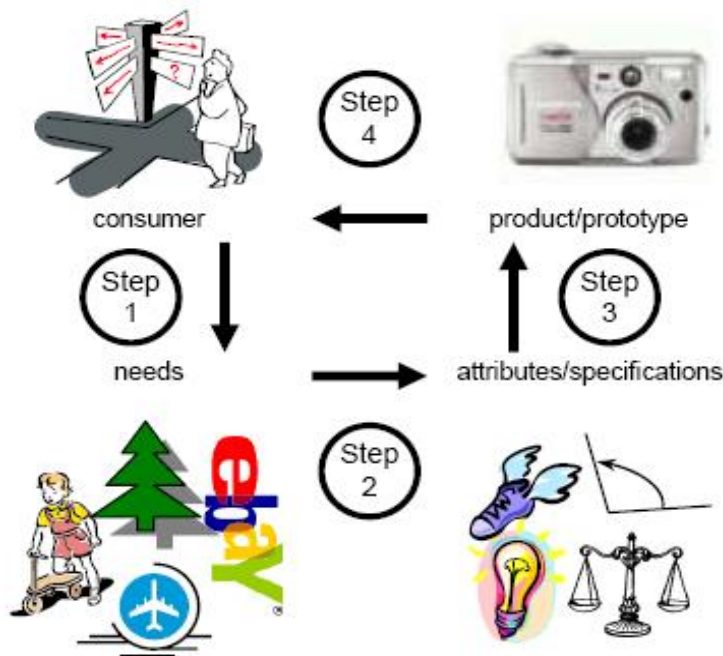 ?
Step
4
consumer
product/prototype
Step
1
Step
3
needs
attributes/specifications
Step
2
ebay
®